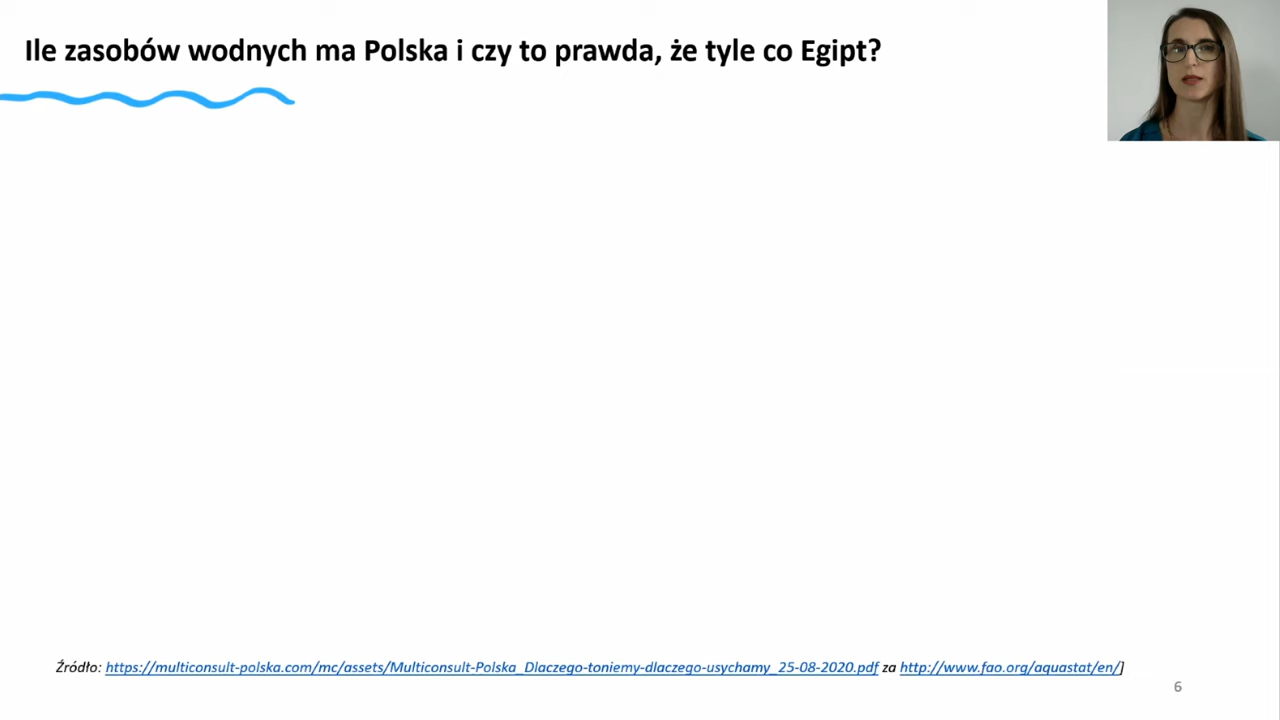 Ile zasobów wodnych ma Polska i czy to prawda, że tyle co Egipt?
Źródło: https://multiconsult-polska.com/mc/assets/Multiconsult-Polska_Dlaczego-toniemy-dlaczego-usychamy_25-08-2020.pdf za http://www.fao.org/aquastat/en/]
6